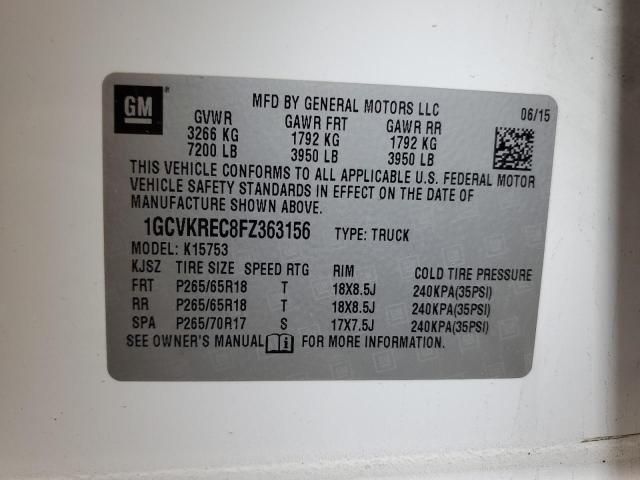 GM ®
MFD BY GENERAL MOTORS LLC 06/15
GVWR GAWR FRT GAWR RR
3266 KG 1792 KG 1792 KG
7200 LB 3950 LB 3950 LB
THIS VEHICLE CONFORMS TO ALL APPLICABLE U.S. FEDERAL MOTOR
VEHICLE SAFETY STANDARDS IN EFFECT ON THE DATE OF
MANUFACTURE SHOWN ABOVE.
1GCVKREC8FZ363156 TYPE: TRUCK
MODEL: K15753
KJSZ TIRE SIZE SPEED RTG RIM COLD TIRE PRESSURE
FRT P265/65R18 T 18X8.5J 240KPA(35PSI)
RR P265/65R18 T 18X8.5J 240KPA(35PSI)
SPA P265/70R17 S 17X7.5J 240KPA(35PSI)
SEE OWNER'S MANUAL i FOR MORE INFORMATION.